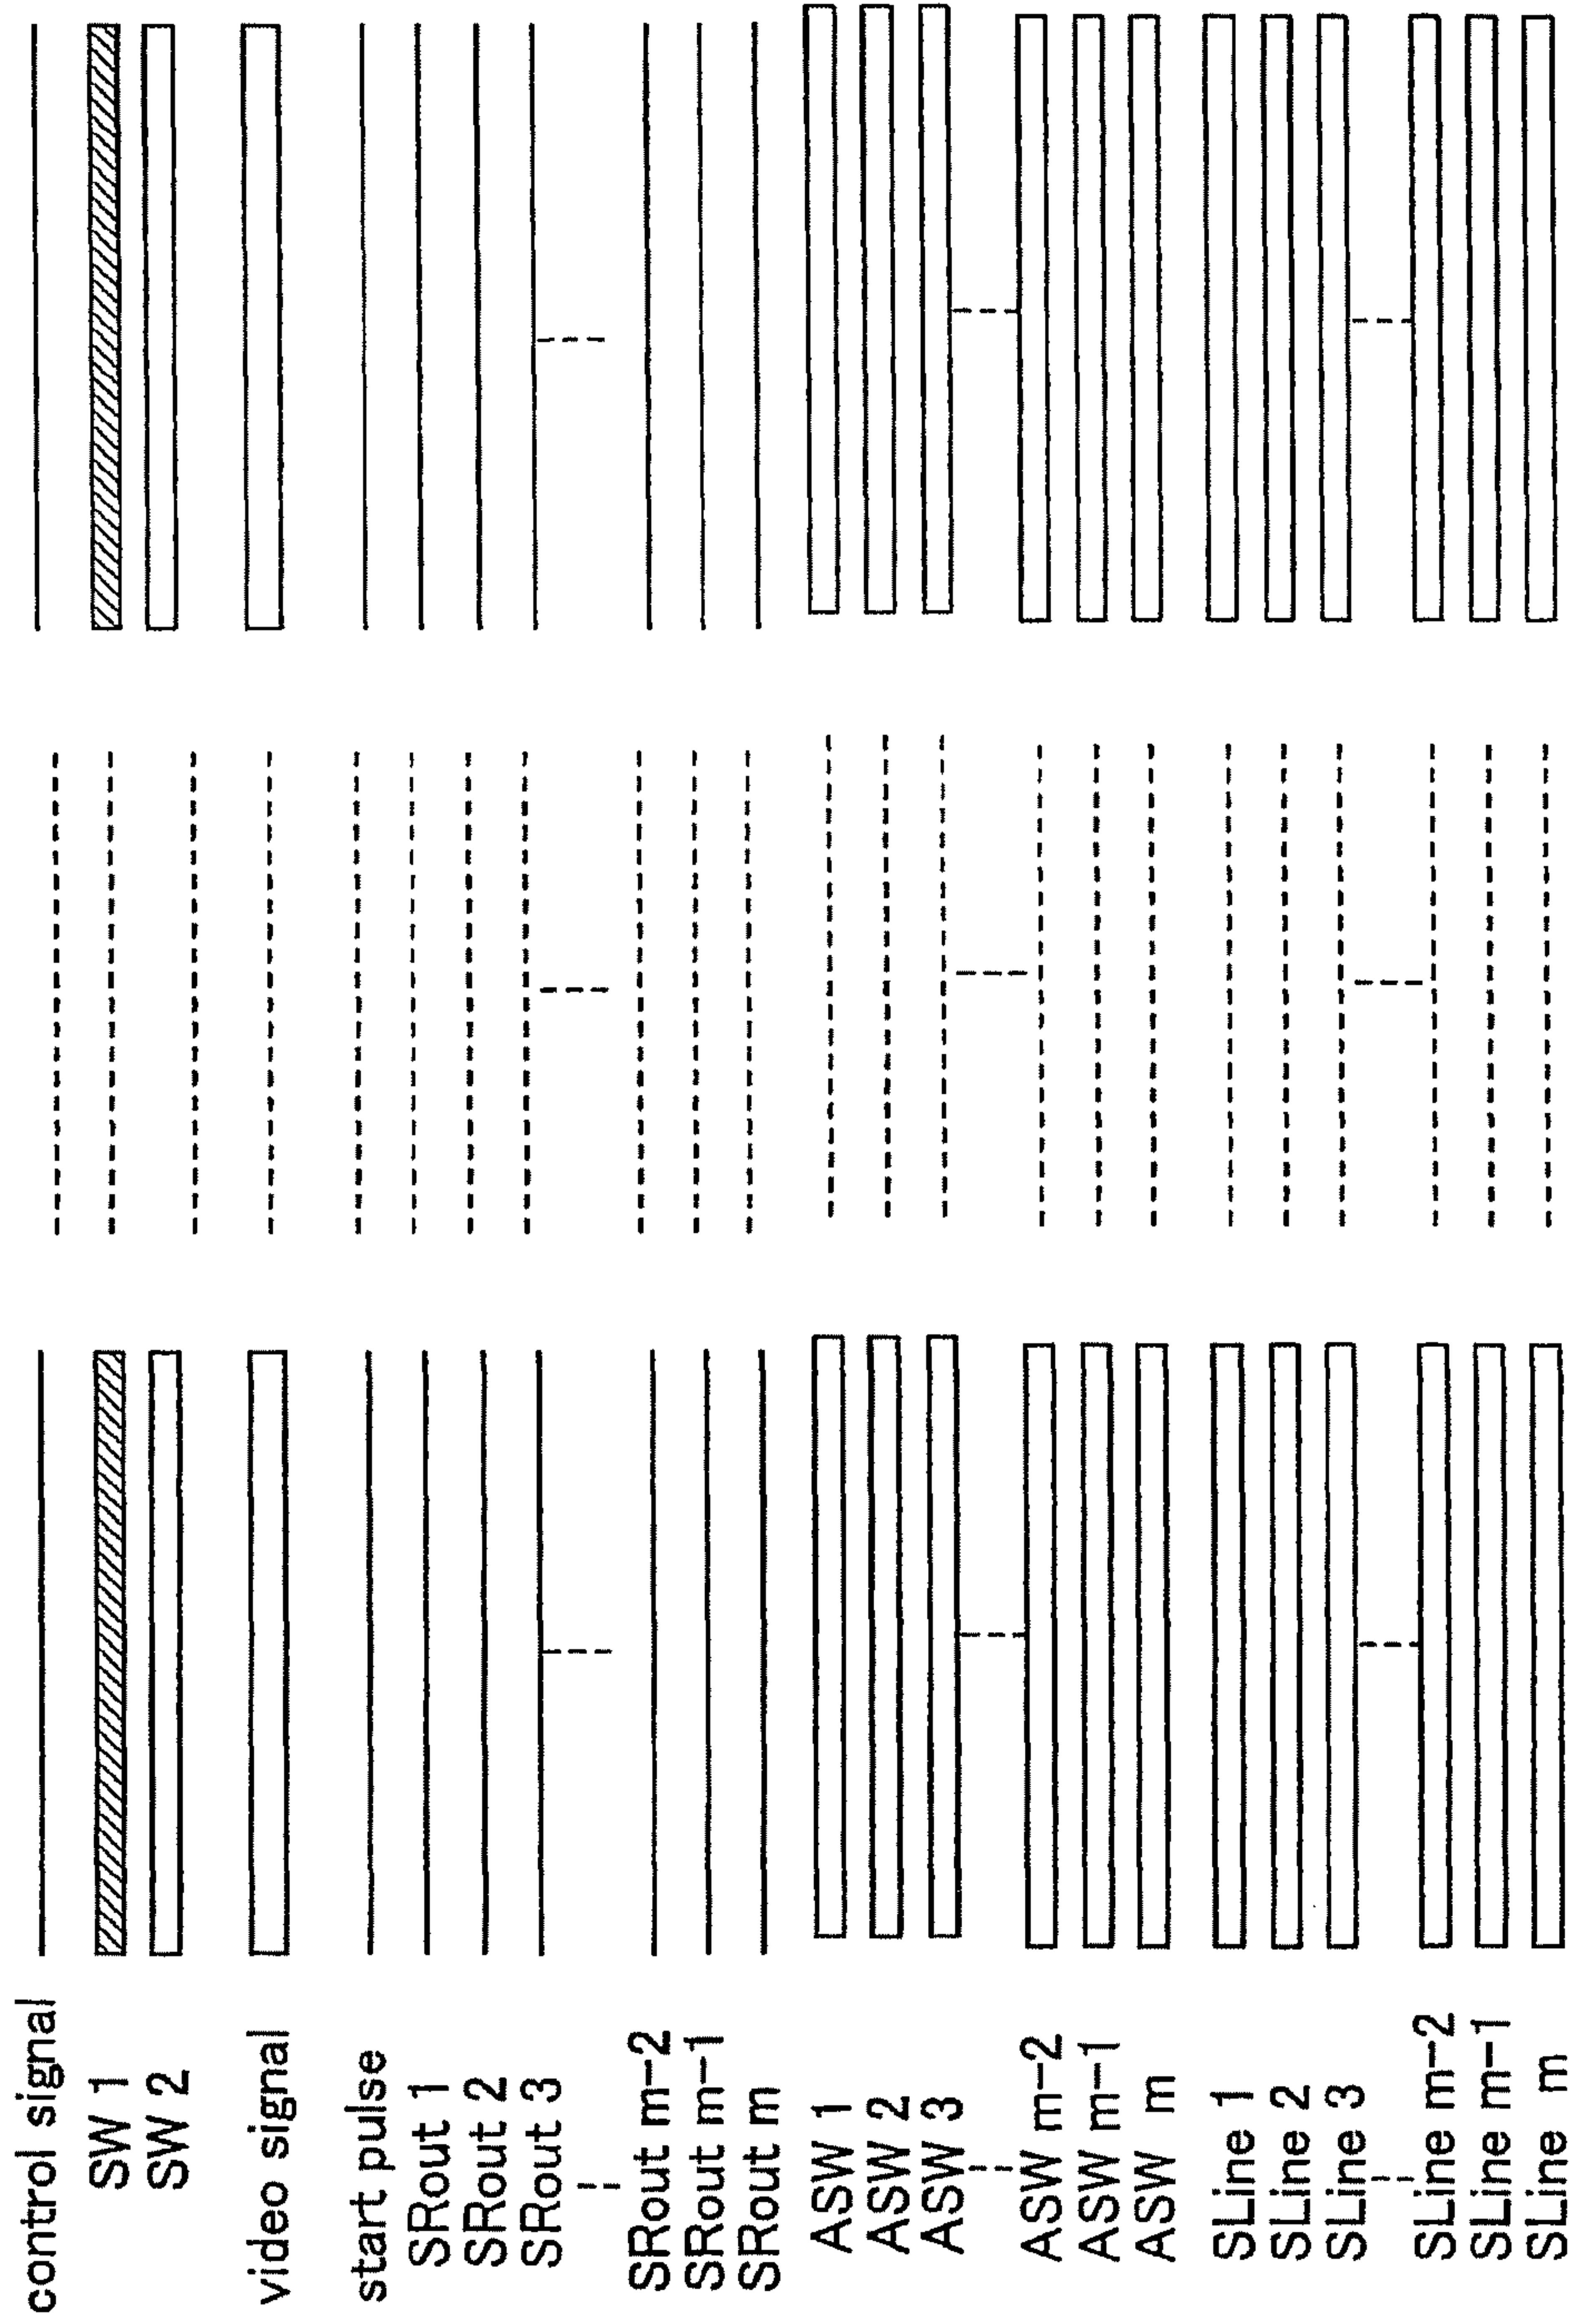 control signal
SW 1
SW 2
video signal
start pulse
SRout 1
SRout 2
SRout 3
SRout m-2
SRout m-1
SRout m
ASW 1
ASW 2
ASW 3
ASW m-2
ASW m-1
ASW m
SLine 1
SLine 2
SLine 3
SLine m-2
SLine m-1
SLine m